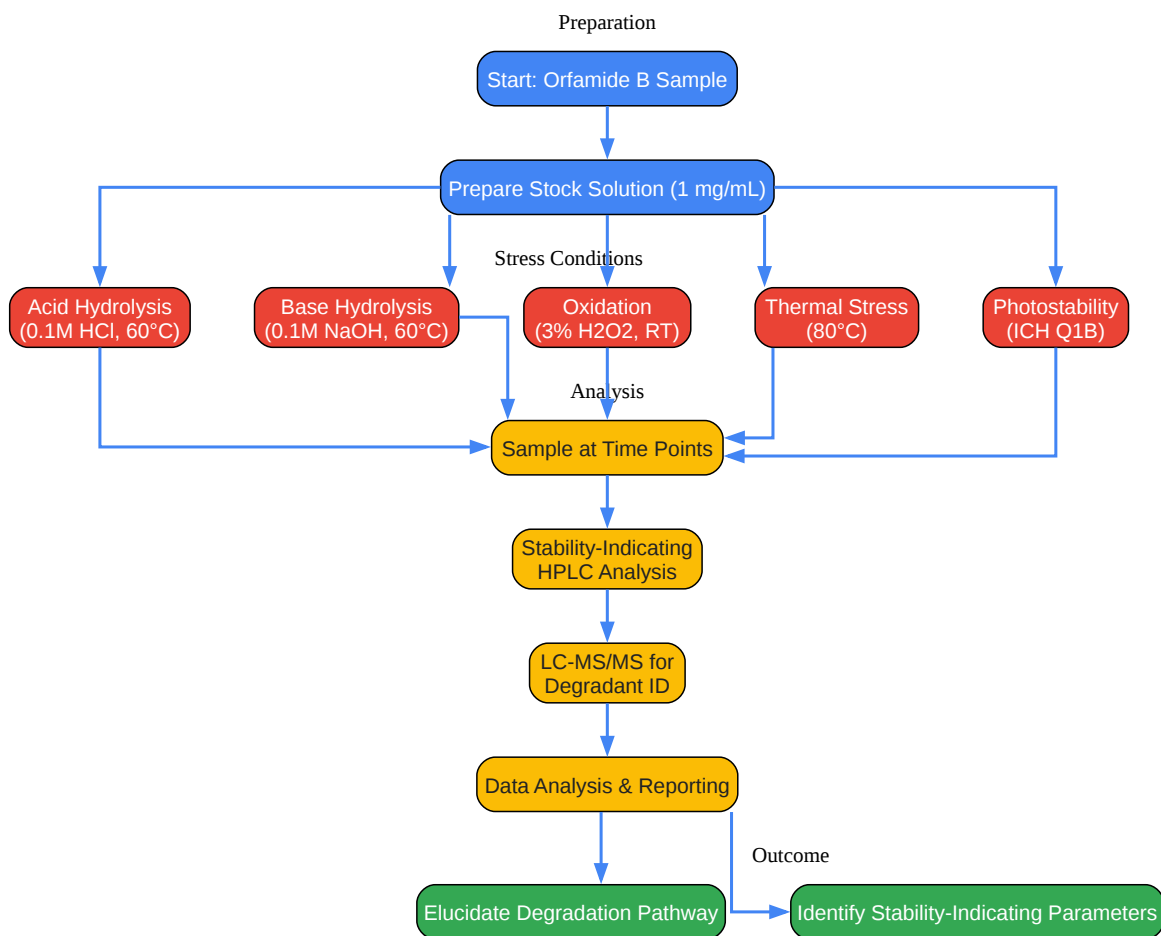 Preparation
Start: Orfamide B Sample
Prepare Stock Solution (1 mg/mL)
Stress Conditions
Acid Hydrolysis
(0.1M HCl, 60°C)
Base Hydrolysis
(0.1M NaOH, 60°C)
Oxidation
(3% H2O2, RT)
Thermal Stress
(80°C)
Photostability
(ICH Q1B)
Analysis
Sample at Time Points
Stability-Indicating
HPLC Analysis
LC-MS/MS for
Degradant ID
Data Analysis & Reporting
Outcome
Elucidate Degradation Pathway
Identify Stability-Indicating Parameters